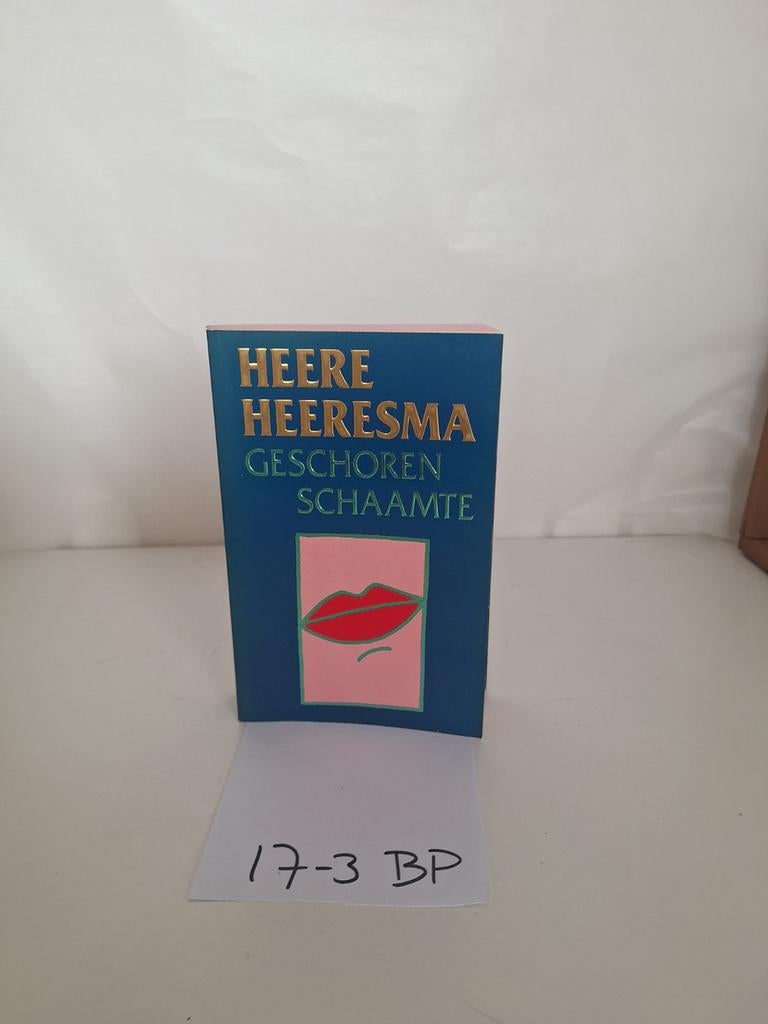 HEERE
HEERESMA
GESCHOREN
SCHAAMTE
17-3 BP